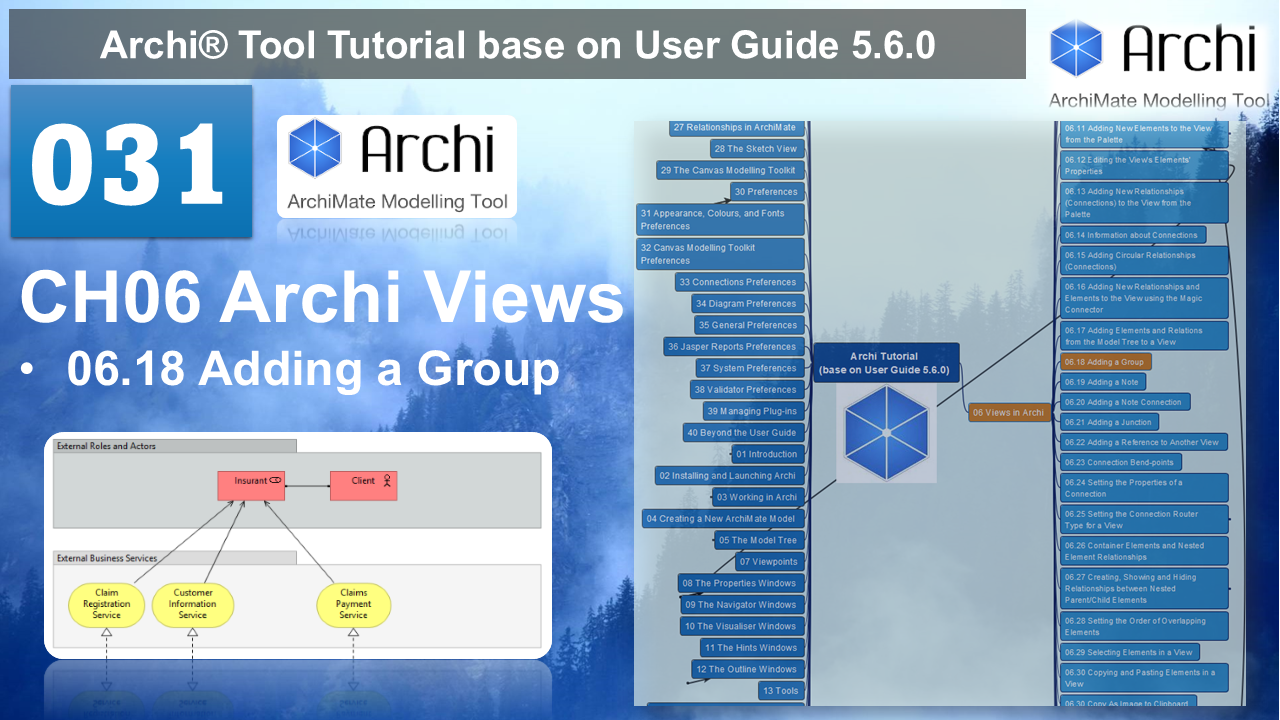 Archi® Tool Tutorial base on User Guide 5.6.0
Archi
ArchiMate Modelling Tool
031
Archi
ArchiMate Modelling Tool
CH06 Archi Views
• 06.18 Adding a Group
External Roles and Actors
Insurant
Client
External Business Services
Claim
Registration
Service
Customer
Information
Service
Claims
Payment
Service
27 Relationships in ArchiMate
28 The Sketch View
29 The Canvas Modelling Toolkit
30 Preferences
31 Appearance, Colours, and Fonts
Preferences
32 Canvas Modelling Toolkit
Preferences
33 Connections Preferences
34 Diagram Preferences
35 General Preferences
36 Jasper Reports Preferences
37 System Preferences
38 Validator Preferences
39 Managing Plug-ins
40 Beyond the User Guide
01 Introduction
02 Installing and Launching Archi
03 Working in Archi
04 Creating a New ArchiMate Model
05 The Model Tree
07 Viewpoints
08 The Properties Windows
09 The Navigator Windows
10 The Visualiser Windows
11 The Hints Windows
12 The Outline Windows
13 Tools
Archi Tutorial
(base on User Guide 5.6.0)
06 Views in Archi
06.11 Adding New Elements to the View
from the Palette
06.12 Editing the View's Elements'
Properties
06.13 Adding New Relationships
(Connections) to the View from the
Palette
06.14 Information about Connections
06.15 Adding Circular Relationships
(Connections)
06.16 Adding New Relationships and
Elements to the View using the Magic
Connector
06.17 Adding Elements and Relations
from the Model Tree to a View
06.18 Adding a Group
06.19 Adding a Note
06.20 Adding a Note Connection
06.21 Adding a Junction
06.22 Adding a Reference to Another View
06.23 Connection Bend-points
06.24 Setting the Properties of a
Connection
06.25 Setting the Connection Router
Type for a View
06.26 Container Elements and Nested
Element Relationships
06.27 Creating, Showing and Hiding
Relationships between Nested
Parent/Child Elements
06.28 Setting the Order of Overlapping
Elements
06.29 Selecting Elements in a View
06.30 Copying and Pasting Elements in a
View
06.30 Copy As Image to Clipboard